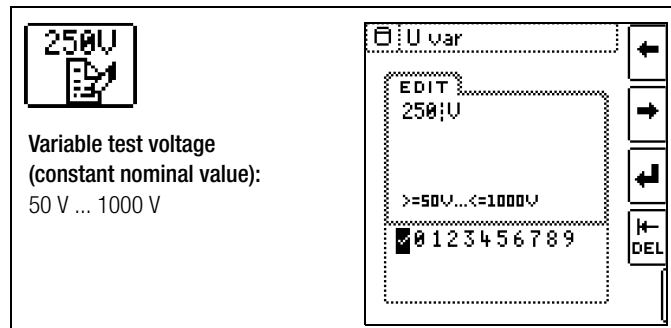 250V
Variable test voltage
(constant nominal value):
50 V ... 1000 V
U var
EDIT
250¦V
>=50V...<=1000V
✓0123456789
DEL